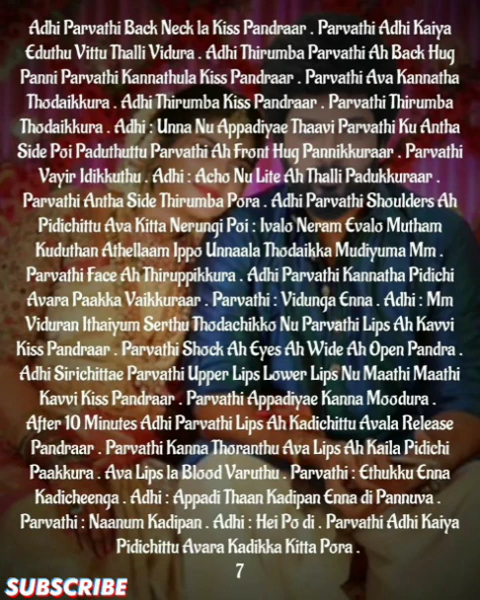 Adhi Parvathi Back Neck la Kiss Pandraar . Parvathi Adhi Kaiya
Eduthu Vittu Thalli Vidura . Adhi Thirumba Parvathi Ah Back Hug
Panni Parvathi Kannathula Kiss Pandraar . Parvathi Ava Kannatha
Thodaikkura . Adhi Thirumba Kiss Pandraar . Parvathi Thirumba
Thodaikkura . Adhi : Unna Nu Appadiyae Thaavi Parvathi Ku Antha
Side Poi Paduthuttu Parvathi Ah Front Hug Pannikkuraar . Parvathi
Vayir Idikkuthu . Adhi : Acho Nu Lite Ah Thalli Padukkuraar .
Parvathi Antha Side Thirumba Pora . Adhi Parvathi Shoulders Ah
Pidichittu Ava Kitta Nerungi Poi : Ivalo Neram Evalo Mutham
Kuduthan Athellaam Ippo Unnaala Thodaikka Mudiyuma Mm .
Parvathi Face Ah Thiruppikkura . Adhi Parvathi Kannatha Pidichi
Avara Paakka Vaikkuraar . Parvathi : Vidunga Enna . Adhi : Mm
Viduran Ithaiyum Serthu Thodachikko Nu Parvathi Lips Ah Kavvi
Kiss Pandraar . Parvathi Shock Ah Eyes Ah Wide Ah Open Pandra .
Adhi Sirichittae Parvathi Upper Lips Lower Lips Nu Maathi Maathi
Kavvi Kiss Pandraar . Parvathi Appadiyae Kanna Moodura .
After 10 Minutes Adhi Parvathi Lips Ah Kadichittu Avala Release
Pandraar . Parvathi Kanna Thoranthu Ava Lips Ah Kaila Pidichi
Paakkura . Ava Lips la Blood Varuthu . Parvathi : Ethukku Enna
Kadicheenga . Adhi : Appadi Thaan Kadipan Enna di Pannuva .
Parvathi : Naanum Kadipan . Adhi : Hei Po di . Parvathi Adhi Kaiya
Pidichittu Avara Kadikka Kitta Pora .
7
SUBSCRIBE